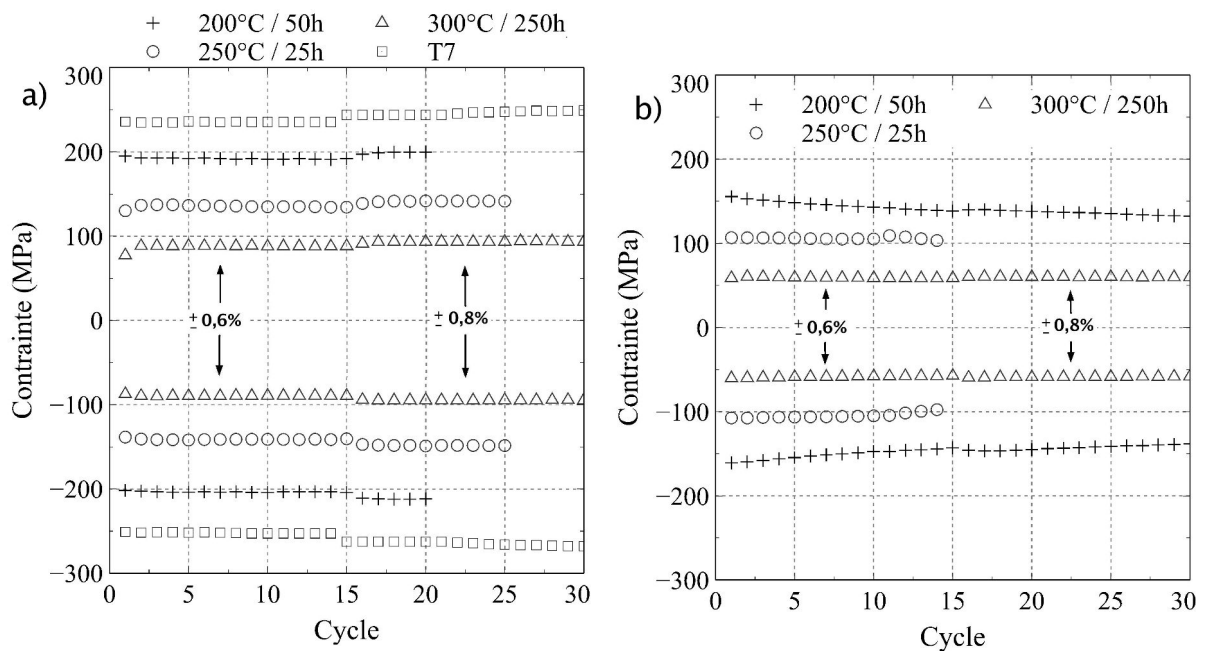 + 200°C / 50h △ 300°C / 250h
○ 250°C / 25h □ T7
a)
Contrainte (MPa)
300
200
100
0
−100
−200
−300
± 0,6%
± 0,8%
0 5 10 15 20 25 30
Cycle
b)
+ 200°C / 50h △ 300°C / 250h
○ 250°C / 25h
Contrainte (MPa)
300
200
100
0
−100
−200
−300
± 0,6%
± 0,8%
0 5 10 15 20 25 30
Cycle